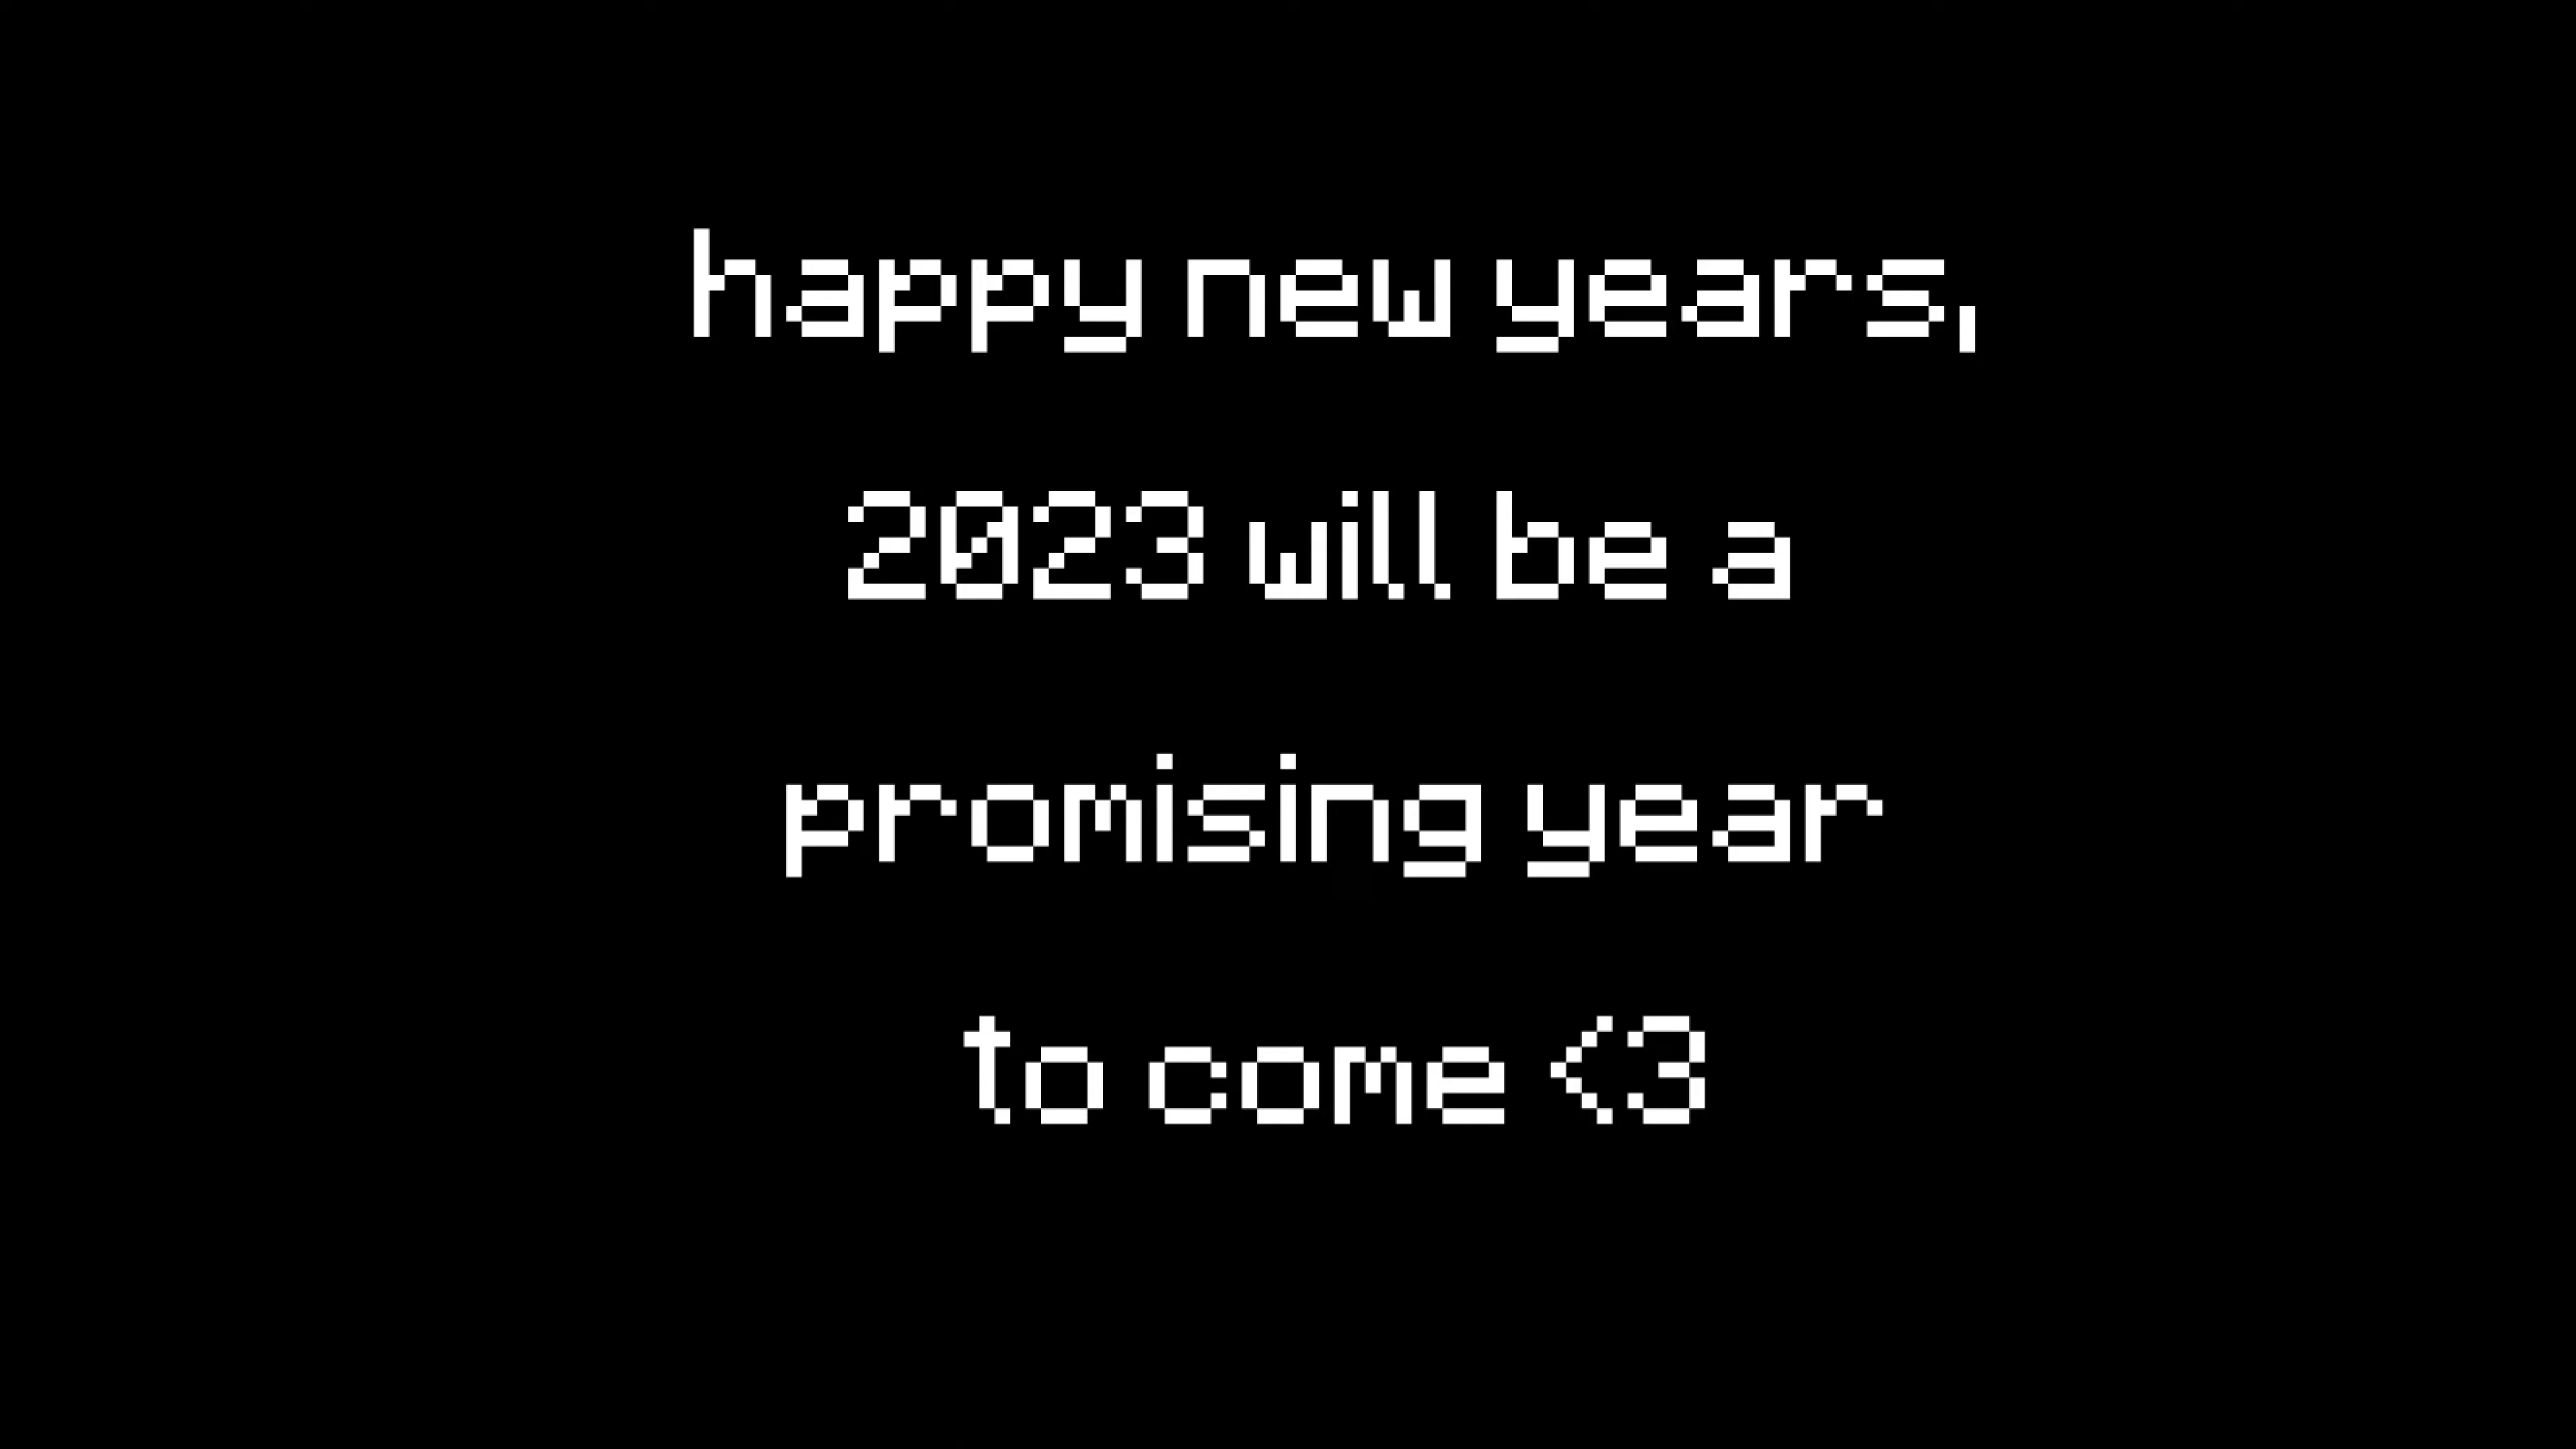 happy new years,
2023 will be a
promising year
to come <3